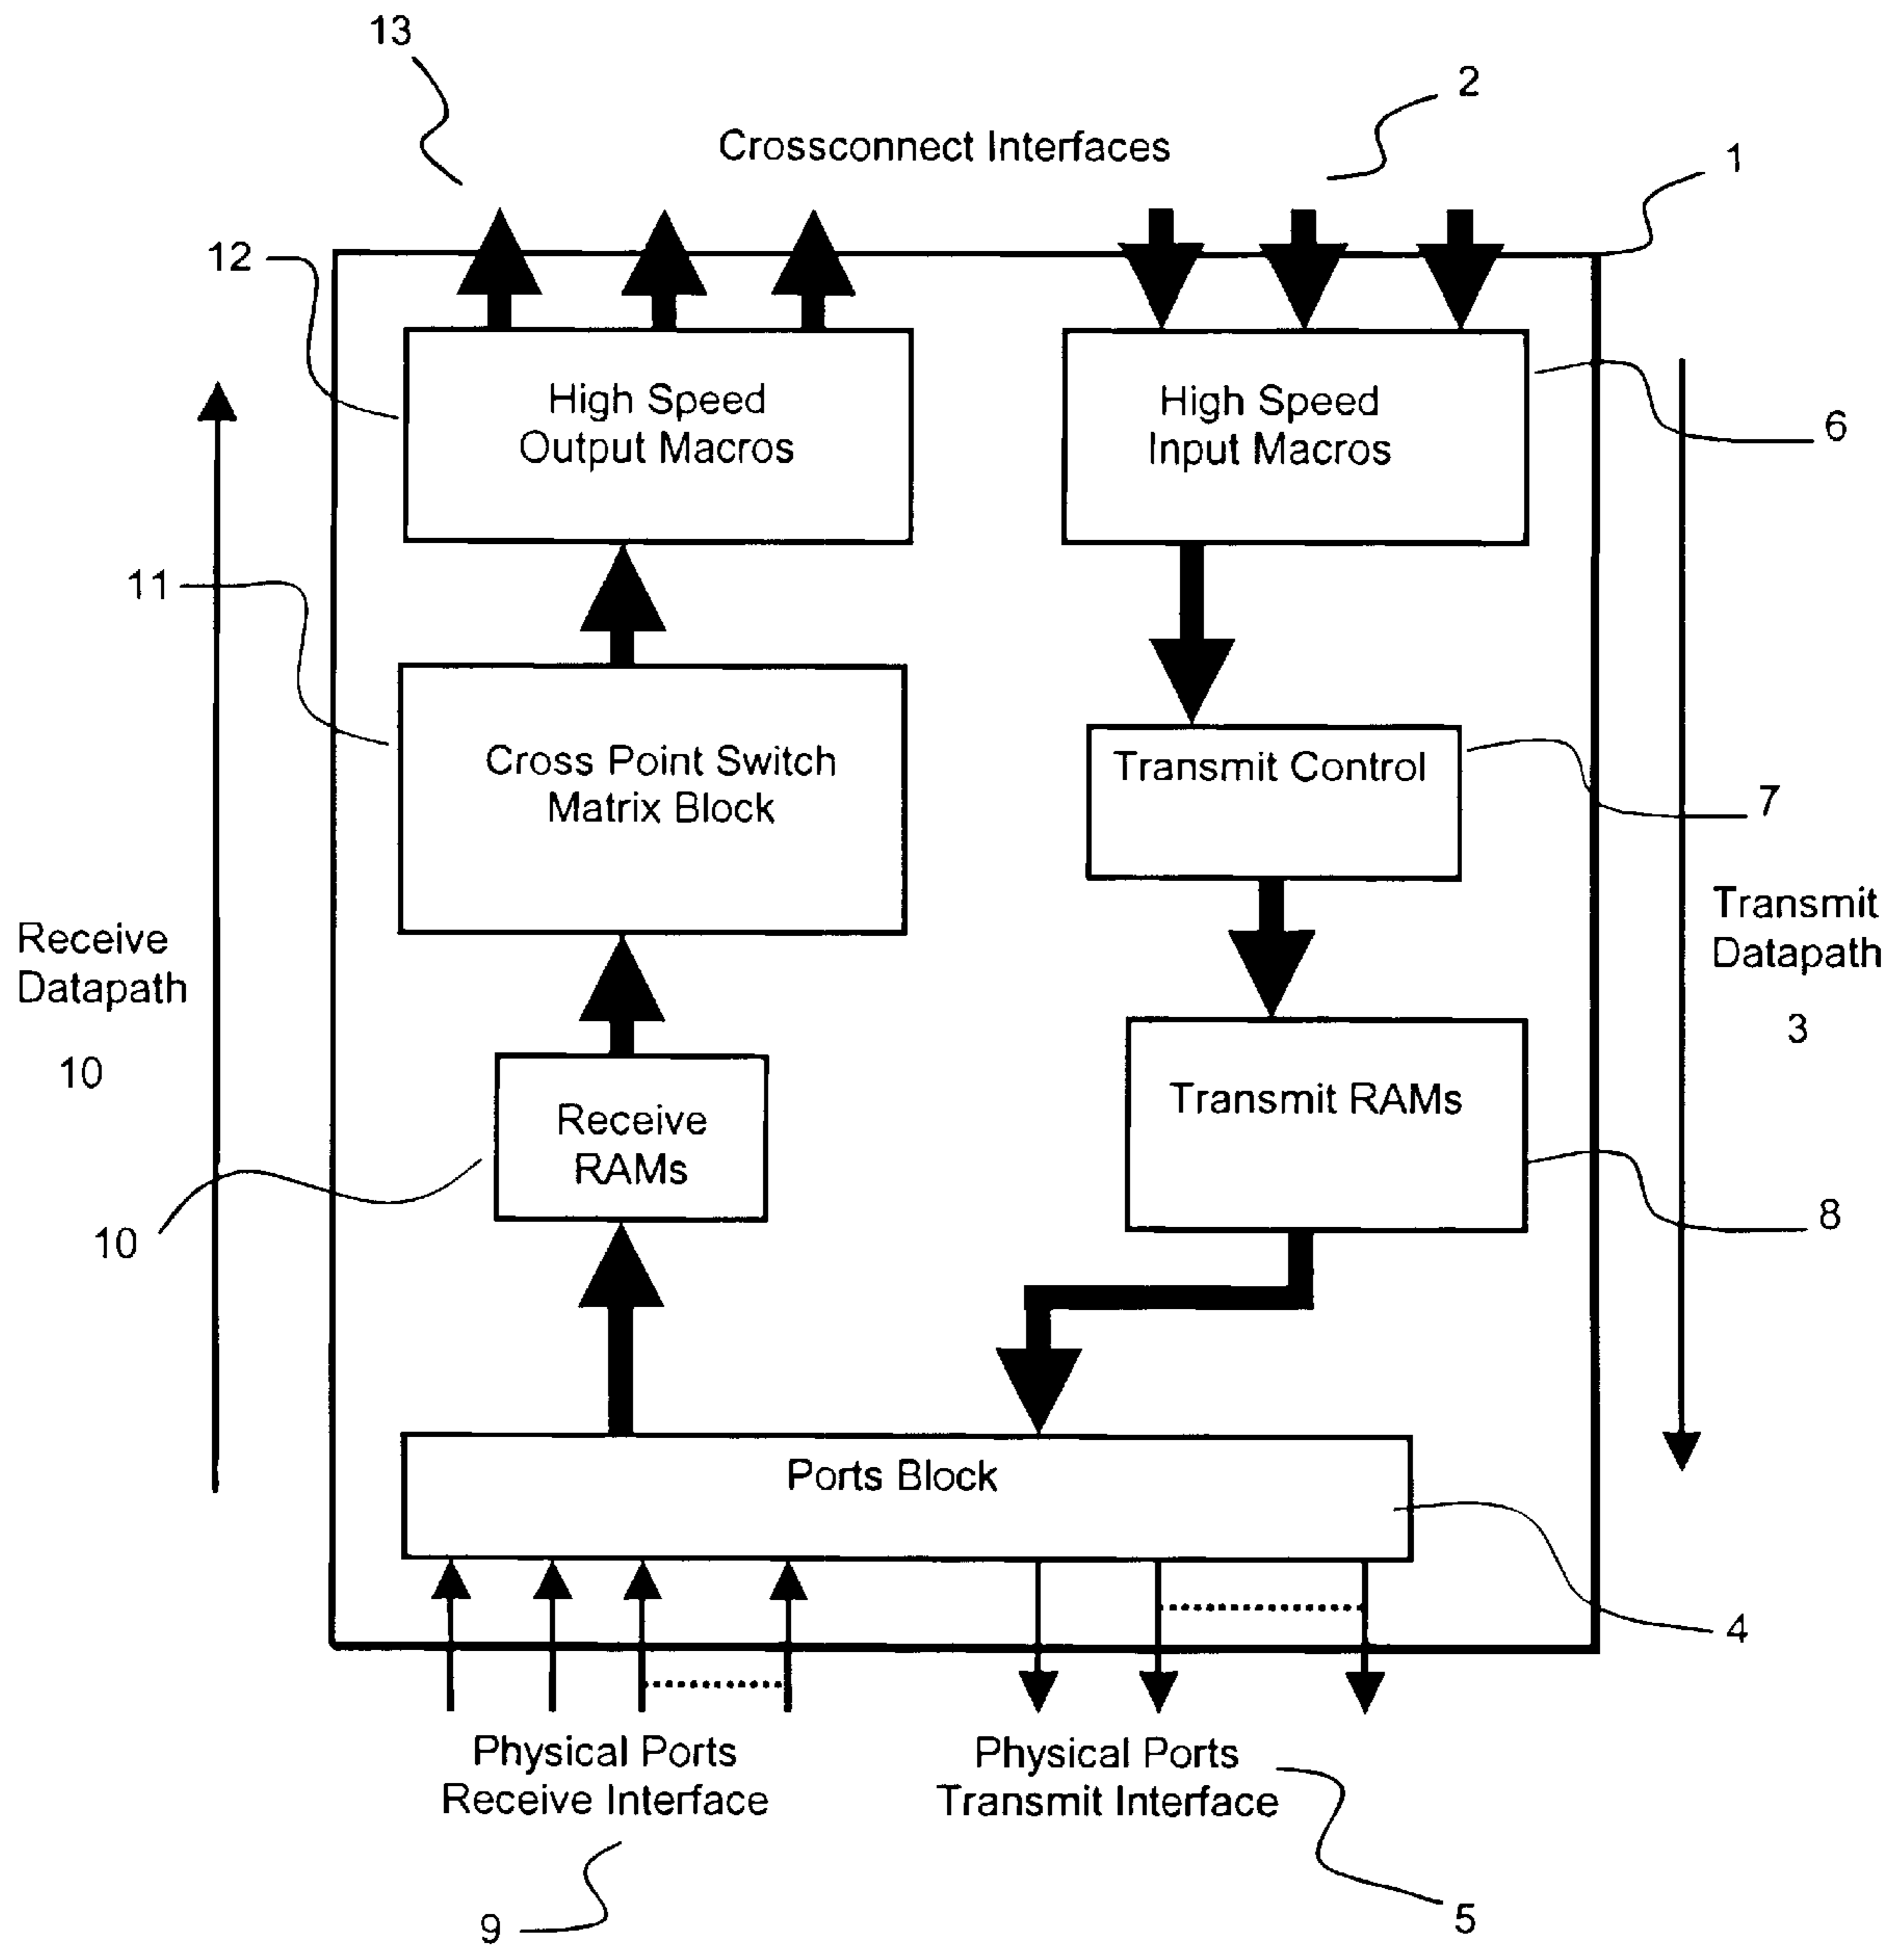 13
2
Crossconnect Interfaces
1
12
High Speed
Output Macros
High Speed
Input Macros
6
11
Cross Point Switch
Matrix Block
Transmit Control
7
Receive
Datapath
10
Transmit
Datapath
3
Receive
RAMs
Transmit RAMs
10
8
Ports Block
4
Physical Ports
Receive Interface
Physical Ports
Transmit Interface
9
5